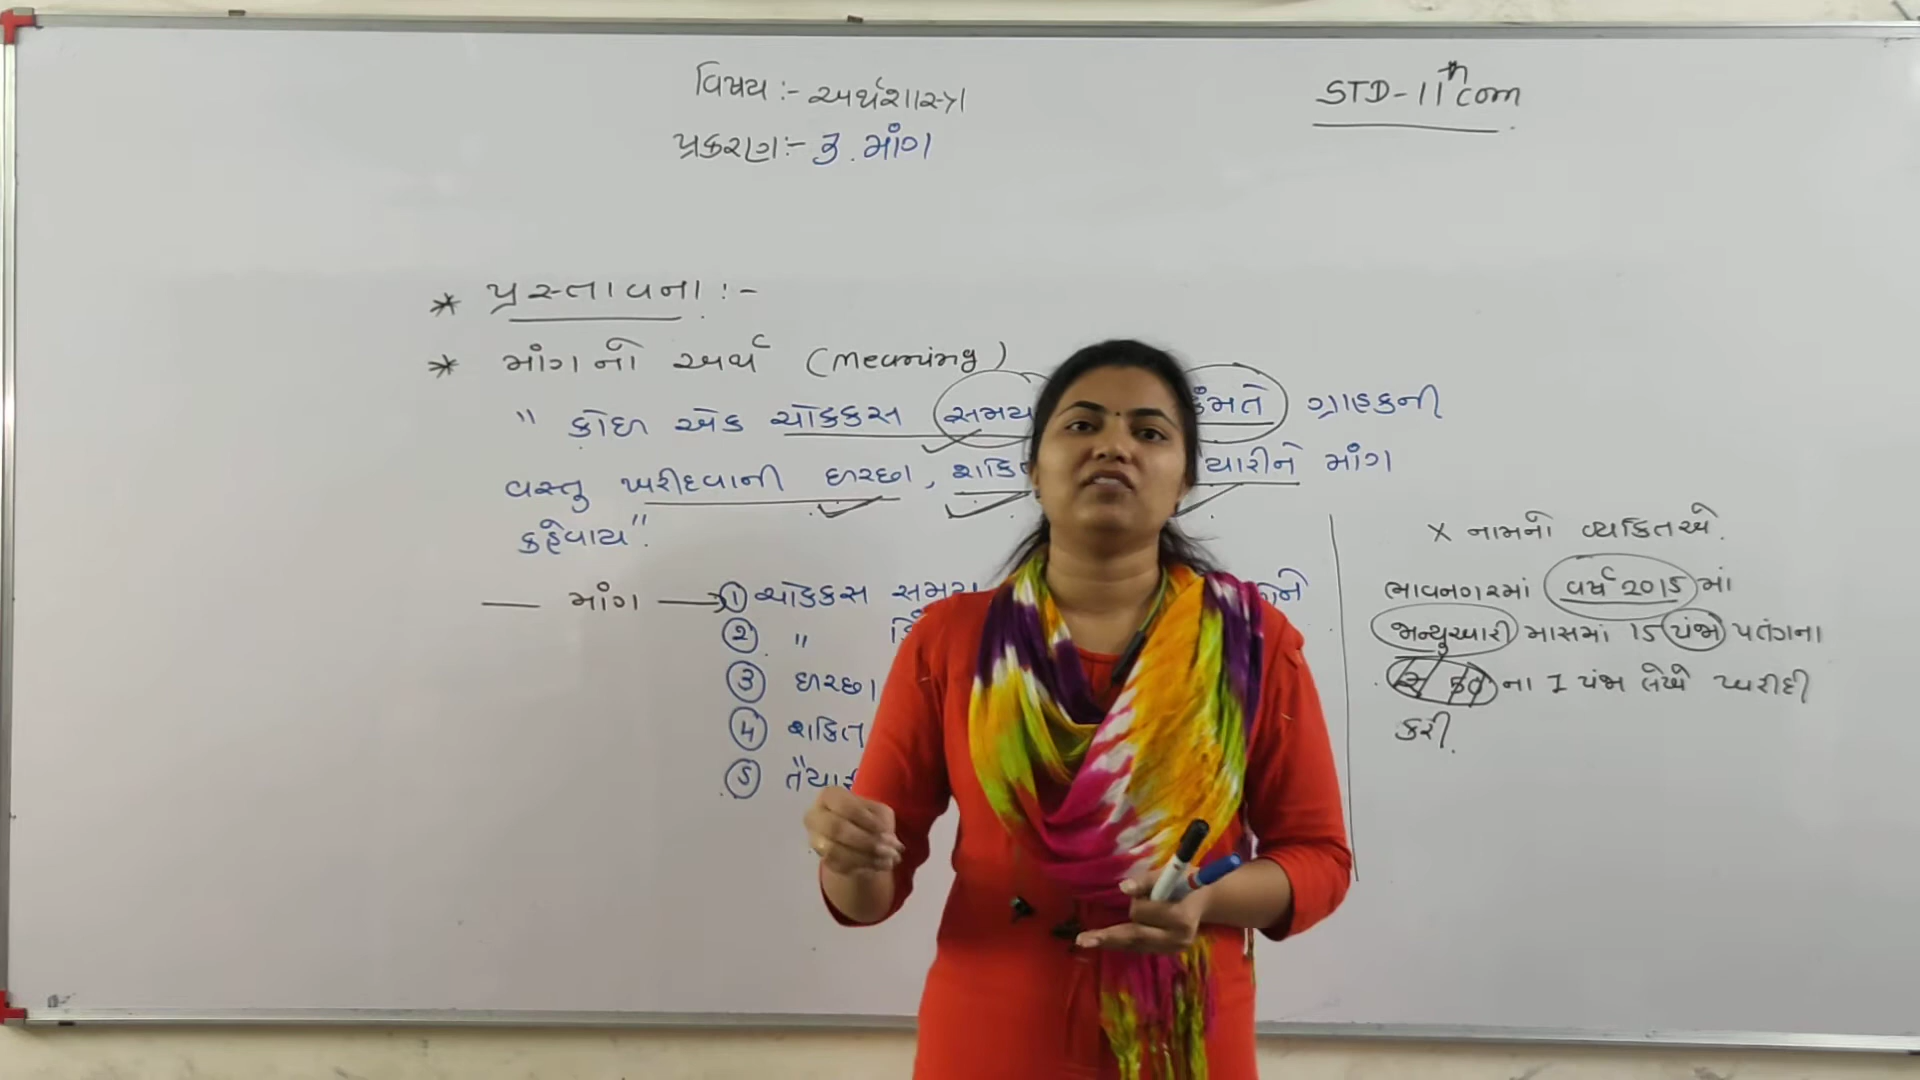 વિષય :- અર્થશાસ્ત્ર
STD-11th com
પ્રકરણ:- 3. માંગ
* પ્રસ્તાવના :-
* માંગનો અર્થ (Meaning)
" કોઈ એક ચોક્કસ સમયે કિંમતે ગ્રાહકની
વસ્તુ ખરીદવાની ઈચ્છા, શક્તિ તૈયારીને માંગ
કહેવાય".
— માંગ → ① ચોક્કસ સમય
② "
③ ઈચ્છા
④ શક્તિ
⑤ તૈયારી
X નામની વ્યક્તિએ.
ભાવનગરમાં વર્ષ 2015 માં
જાન્યુઆરી માસમાં 15 પંજા પતંગના
ના 1 પંજા લેખે ખરીદી
કરી.